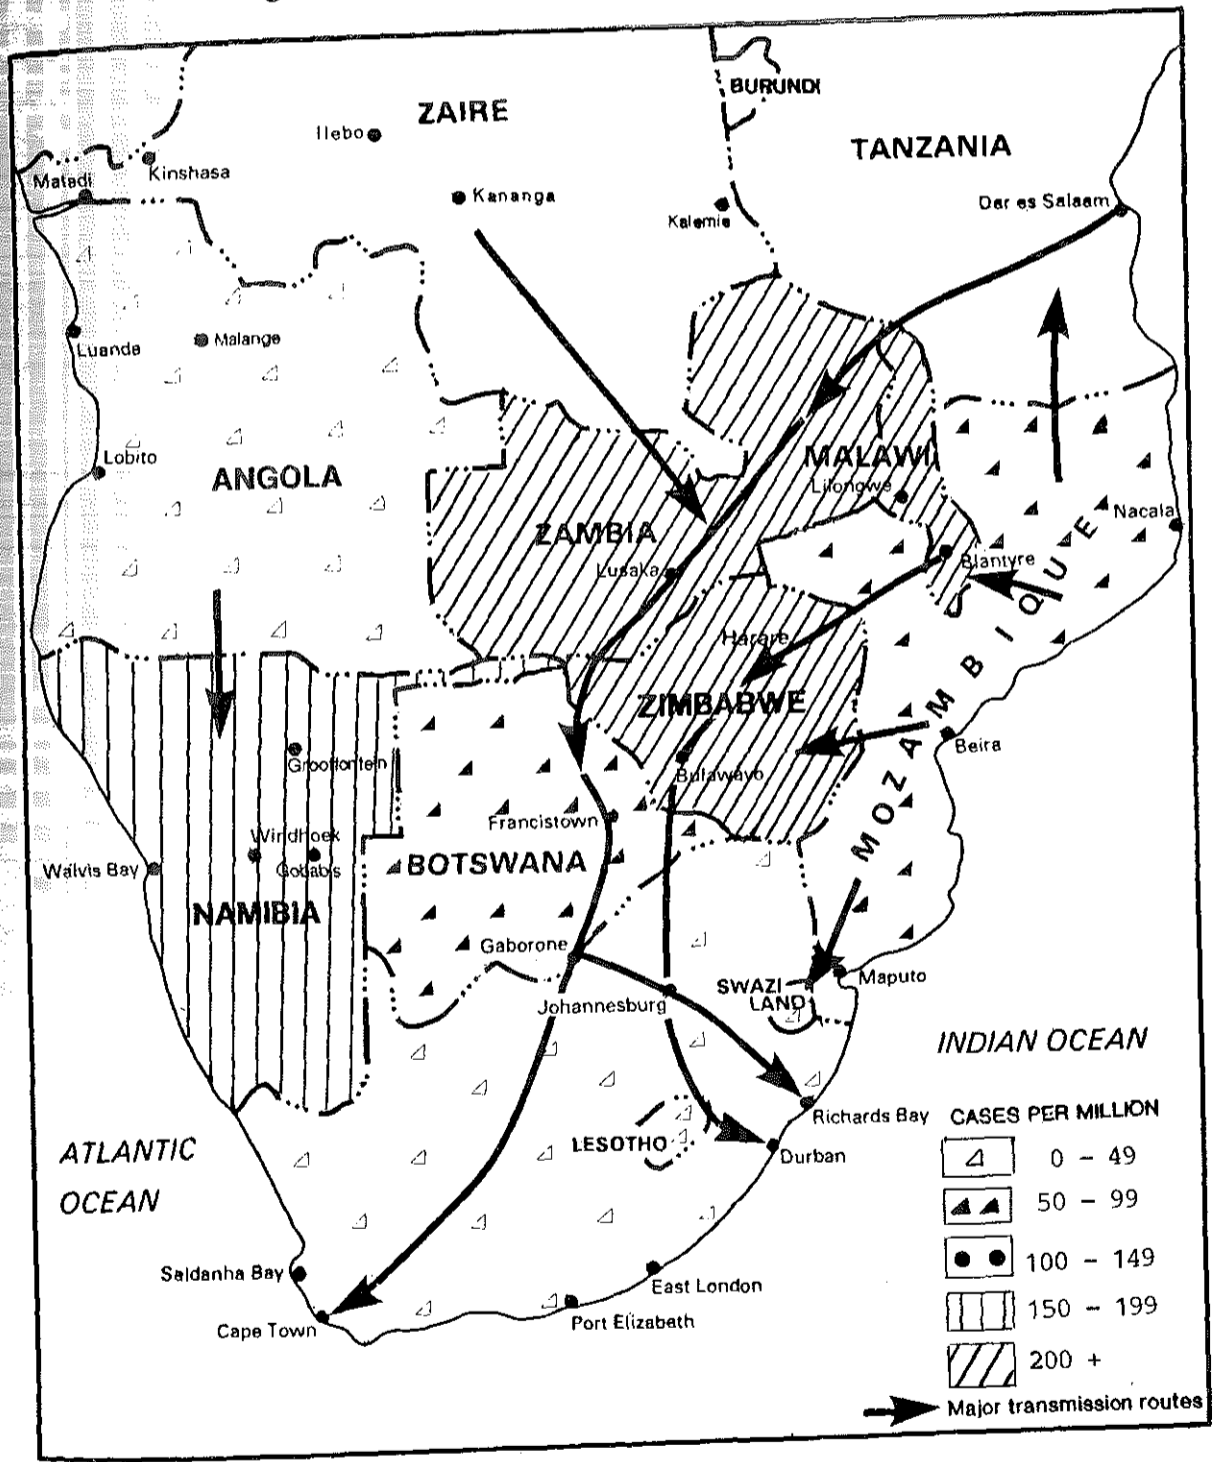 BURUNDI
ZAIRE
Ilebo
TANZANIA
Kinshasa
Matadi
Kananga
Dar es Salaam
Kalemie
Luanda
Malange
Lobito
ANGOLA
MALAWI
Lilongwe
Nacala
ZAMBIA
Lusaka
Blantyre
MOZAMBIQUE
Harare
ZIMBABWE
Beira
Grootfontein
Bulawayo
Francistown
Windhoek
Walvis Bay
Gobabis
BOTSWANA
NAMIBIA
Gaborone
Maputo
SWAZI
LAND
Johannesburg
INDIAN OCEAN
Richards Bay
CASES PER MILLION
LESOTHO
Durban
ATLANTIC
OCEAN
0 - 49
50 - 99
100 - 149
150 - 199
200 +
Major transmission routes
Saldanha Bay
East London
Cape Town
Port Elizabeth